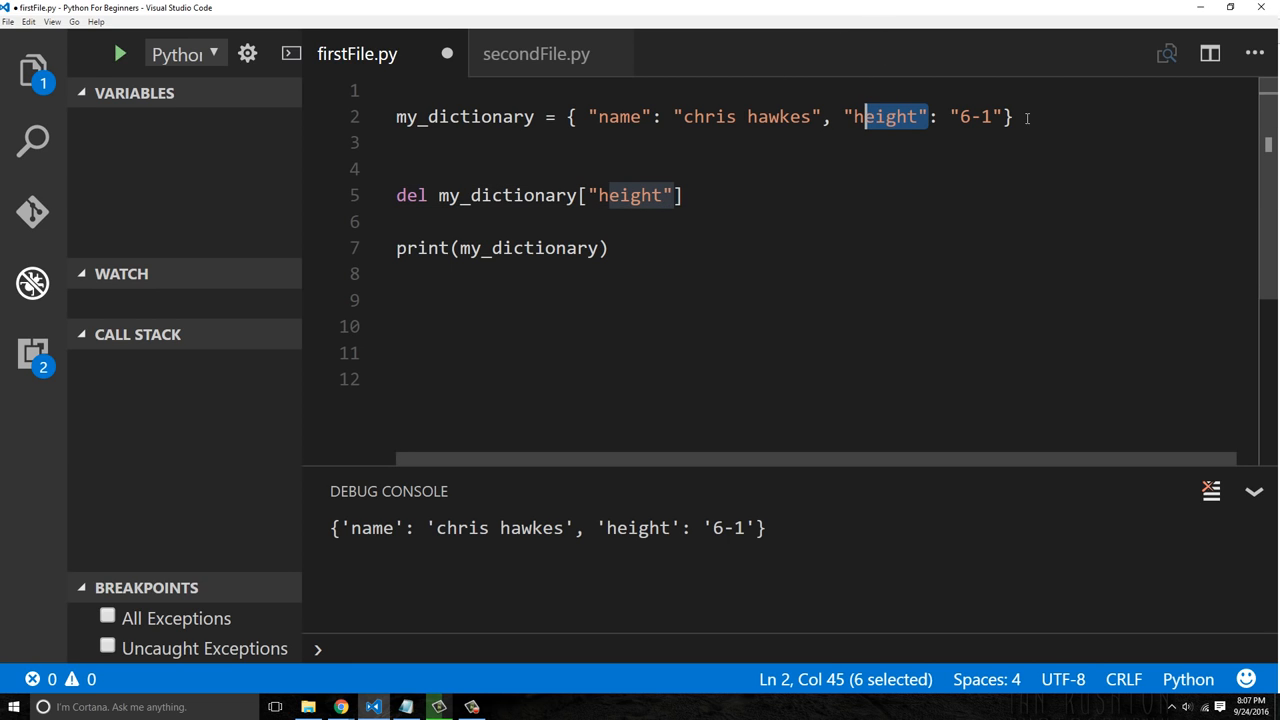 ● firstFile.py - Python For Beginners - Visual Studio Code
File Edit View Go Help
Python
firstFile.py
secondFile.py
VARIABLES
WATCH
CALL STACK
BREAKPOINTS
All Exceptions
Uncaught Exceptions
1
2
1
2 my_dictionary = { "name": "chris hawkes", "height": "6-1"}
3
4
5 del my_dictionary["height"]
6
7 print(my_dictionary)
8
9
10
11
12
DEBUG CONSOLE
{'name': 'chris hawkes', 'height': '6-1'}
0 0
Ln 2, Col 45 (6 selected) Spaces: 4 UTF-8 CRLF Python
I'm Cortana. Ask me anything.
8:07 PM
9/24/2016